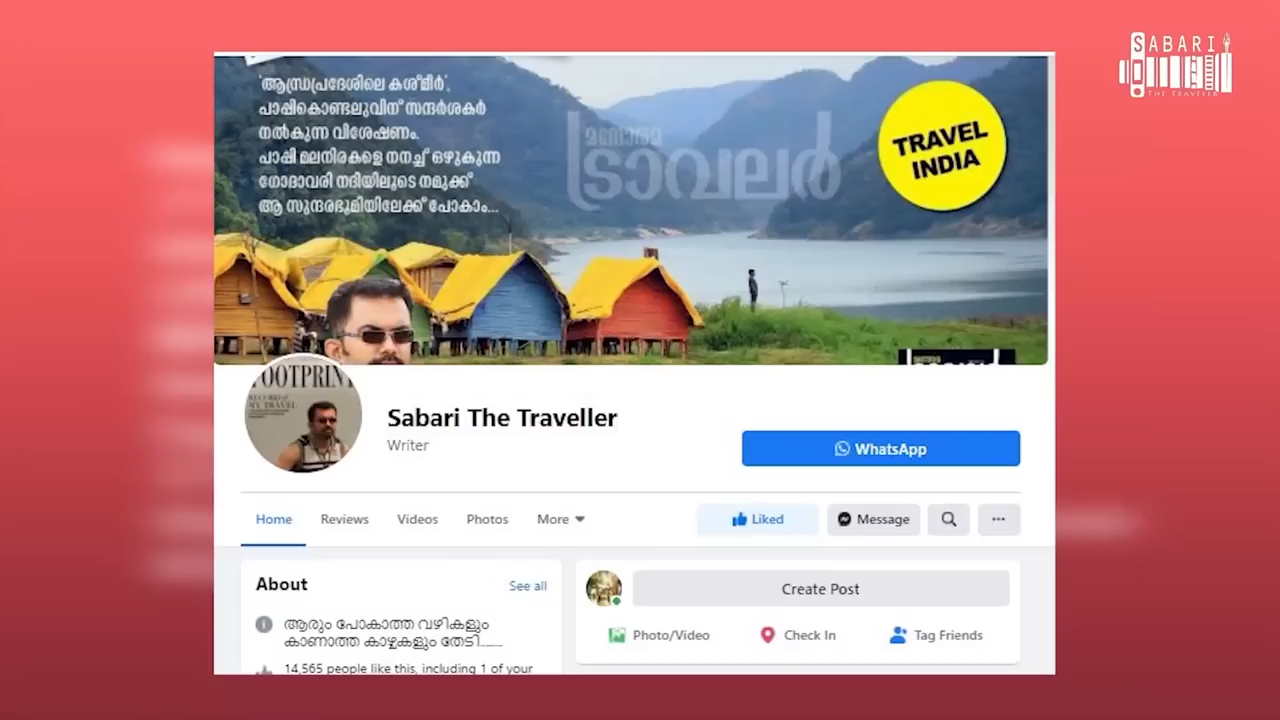 SABARI
THE TRAVELLER
'ആന്ധ്രപ്രദേശിലെ കശ്മീർ',
പാപ്പികൊണ്ടലുവിന് സന്ദർശകർ
നൽകുന്ന വിശേഷണം.
പാപ്പി മലനിരകളെ നനച്ച് ഒഴുകുന്ന
ഗോദാവരി നദിയിലൂടെ നമുക്ക്
ആ സുന്ദരഭൂമിയിലേക്ക് പോകാം...
മനോരമ
ട്രാവലർ
TRAVEL
INDIA
MY TRAVEL
Sabari The Traveller
Writer
WhatsApp
Home Reviews Videos Photos More
Liked Message
About See all
ആരും പോകാത്ത വഴികളും
കാണാത്ത കാഴ്ചകളും തേടി........
14,565 people like this, including 1 of your
Create Post
Photo/Video Check In Tag Friends